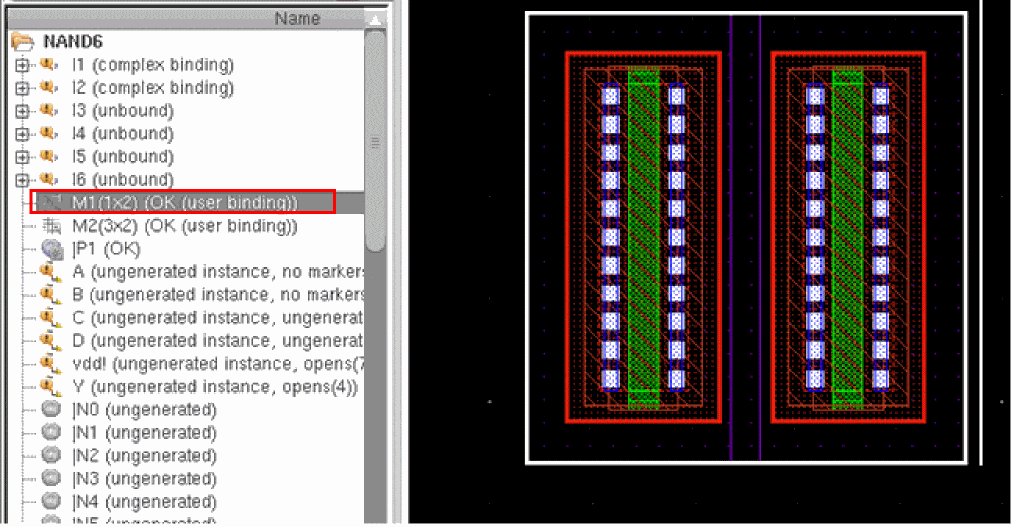 Name
NAND6
I1 (complex binding)
I2 (complex binding)
I3 (unbound)
I4 (unbound)
I5 (unbound)
I6 (unbound)
M1(1x2) (OK (user binding))
M2(3x2) (OK (user binding))
|P1 (OK)
A (ungenerated instance, no markers
B (ungenerated instance, no markers
C (ungenerated instance, ungenerat
D (ungenerated instance, ungenerat
vdd! (ungenerated instance, opens(7
Y (ungenerated instance, opens(4))
|N0 (ungenerated)
|N1 (ungenerated)
|N2 (ungenerated)
|N3 (ungenerated)
|N4 (ungenerated)
|N5 (ungenerated)